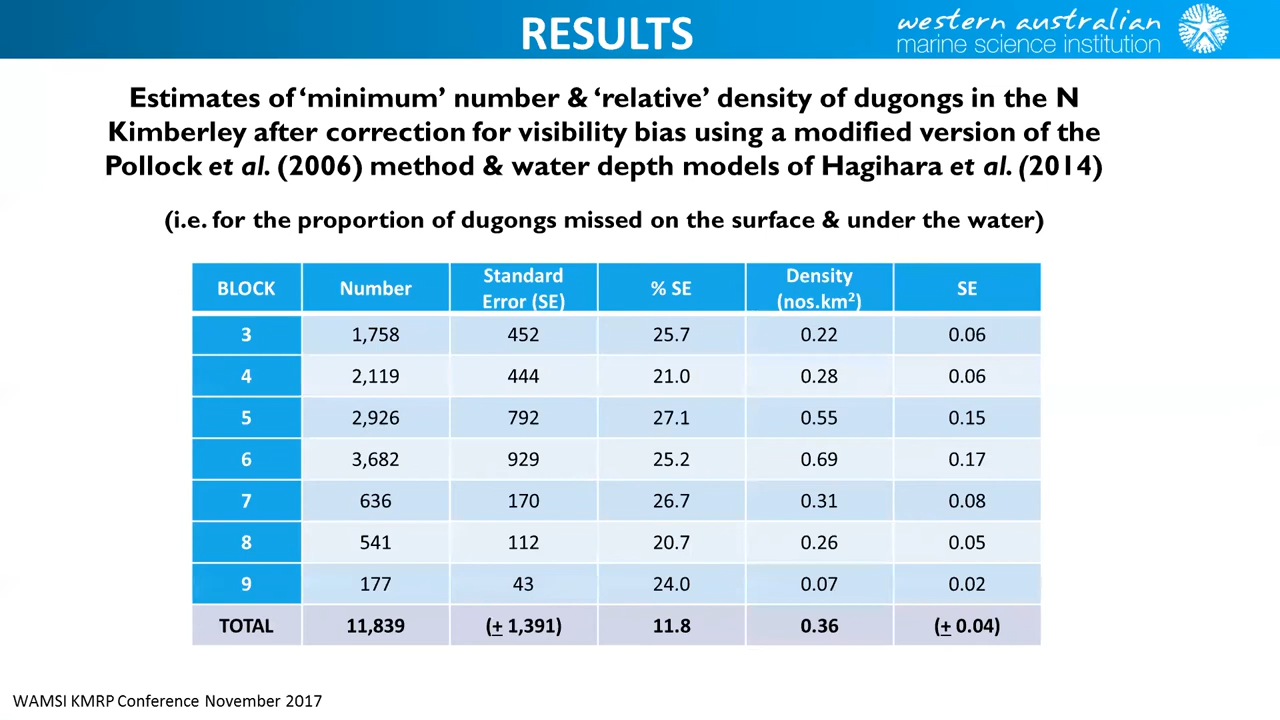 RESULTS
western australian
marine science institution
Estimates of ‘minimum’ number & ‘relative’ density of dugongs in the N
Kimberley after correction for visibility bias using a modified version of the
Pollock et al. (2006) method & water depth models of Hagihara et al. (2014)
(i.e. for the proportion of dugongs missed on the surface & under the water)
BLOCK Number Standard Error (SE) % SE Density (nos.km²) SE
3 1,758 452 25.7 0.22 0.06
4 2,119 444 21.0 0.28 0.06
5 2,926 792 27.1 0.55 0.15
6 3,682 929 25.2 0.69 0.17
7 636 170 26.7 0.31 0.08
8 541 112 20.7 0.26 0.05
9 177 43 24.0 0.07 0.02
TOTAL 11,839 (± 1,391) 11.8 0.36 (± 0.04)
WAMSI KMRP Conference November 2017